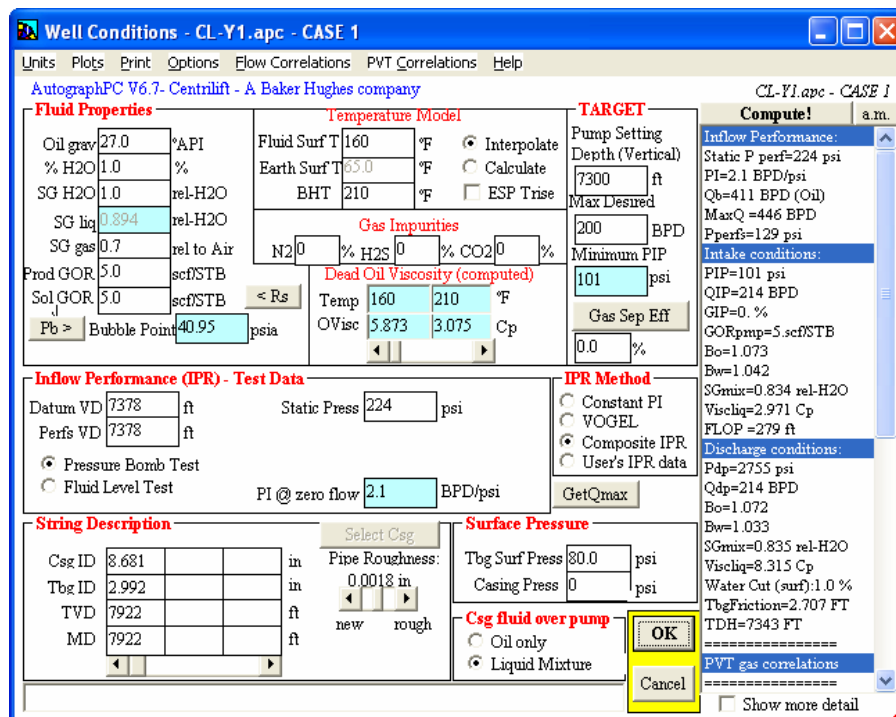 Well Conditions - CL-Y1.apc - CASE 1
Units Plots Print Options Flow Correlations PVT Correlations Help
AutographPC V6.7- Centrilift - A Baker Hughes company
CL-Y1.apc - CASE 1
Fluid Properties
Oil grav 27.0 °API
% H2O 1.0 %
SG H2O 1.0 rel-H2O
SG liq 0.894 rel-H2O
SG gas 0.7 rel to Air
Prod GOR 5.0 scf/STB
Sol GOR 5.0 scf/STB < Rs
Pb > Bubble Point 40.95 psia
Temperature Model
Fluid Surf T 160 °F Interpolate
Earth Surf T 65.0 °F Calculate
BHT 210 °F ESP Trise
Gas Impurities
N2 0 % H2S 0 % CO2 0 %
Dead Oil Viscosity (computed)
Temp 160 210 °F
OVisc 5.873 3.075 Cp
TARGET
Pump Setting
Depth (Vertical)
7300 ft
Max Desired
200 BPD
Minimum PIP
101 psi
Gas Sep Eff
0.0 %
Inflow Performance (IPR) - Test Data
Datum VD 7378 ft Static Press 224 psi
Perfs VD 7378 ft
Pressure Bomb Test
Fluid Level Test PI @ zero flow 2.1 BPD/psi
IPR Method
Constant PI
VOGEL
Composite IPR
User's IPR data
GetQmax
String Description
Select Csg
Csg ID 8.681 in
Tbg ID 2.992 in
TVD 7922 ft
MD 7922 ft
Pipe Roughness:
0.0018 in
new rough
Surface Pressure
Tbg Surf Press 80.0 psi
Casing Press 0 psi
Csg fluid over pump
Oil only
Liquid Mixture
OK
Cancel
Compute! a.m.
Inflow Performance:
Static P perf=224 psi
PI=2.1 BPD/psi
Qb=411 BPD (Oil)
MaxQ =446 BPD
Pperfs=129 psi
Intake conditions:
PIP=101 psi
QIP=214 BPD
GIP=0. %
GORpmp=5.scf/STB
Bo=1.073
Bw=1.042
SGmix=0.834 rel-H2O
Viscliq=2.971 Cp
FLOP =279 ft
Discharge conditions:
Pdp=2755 psi
Qdp=214 BPD
Bo=1.072
Bw=1.033
SGmix=0.835 rel-H2O
Viscliq=8.315 Cp
Water Cut (surf):1.0 %
TbgFriction=2.707 FT
TDH=7343 FT
================
PVT gas correlations
================
Show more detail